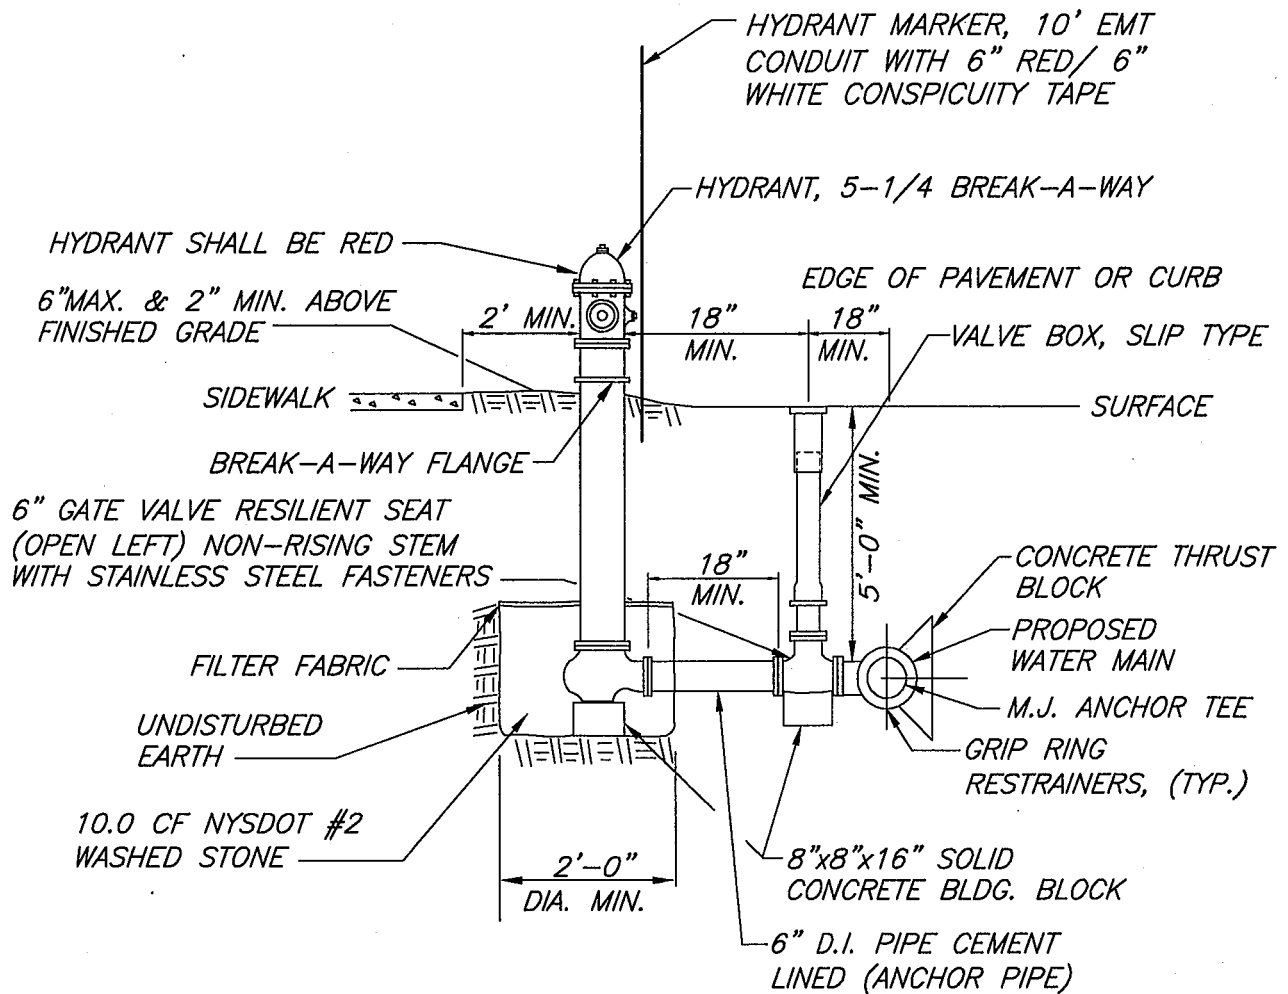 HYDRANT MARKER, 10' EMT
CONDUIT WITH 6" RED/ 6"
WHITE CONSPICUITY TAPE
HYDRANT, 5-1/4 BREAK-A-WAY
HYDRANT SHALL BE RED
6"MAX. & 2" MIN. ABOVE
FINISHED GRADE
EDGE OF PAVEMENT OR CURB
2' MIN.
18"
MIN.
18"
MIN.
VALVE BOX, SLIP TYPE
SIDEWALK
SURFACE
BREAK-A-WAY FLANGE
5'-0" MIN.
6" GATE VALVE RESILIENT SEAT
(OPEN LEFT) NON-RISING STEM
WITH STAINLESS STEEL FASTENERS
18"
MIN.
CONCRETE THRUST
BLOCK
PROPOSED
WATER MAIN
FILTER FABRIC
M.J. ANCHOR TEE
UNDISTURBED
EARTH
GRIP RING
RESTRAINERS, (TYP.)
10.0 CF NYSDOT #2
WASHED STONE
2'-0"
DIA. MIN.
8"x8"x16" SOLID
CONCRETE BLDG. BLOCK
6" D.I. PIPE CEMENT
LINED (ANCHOR PIPE)